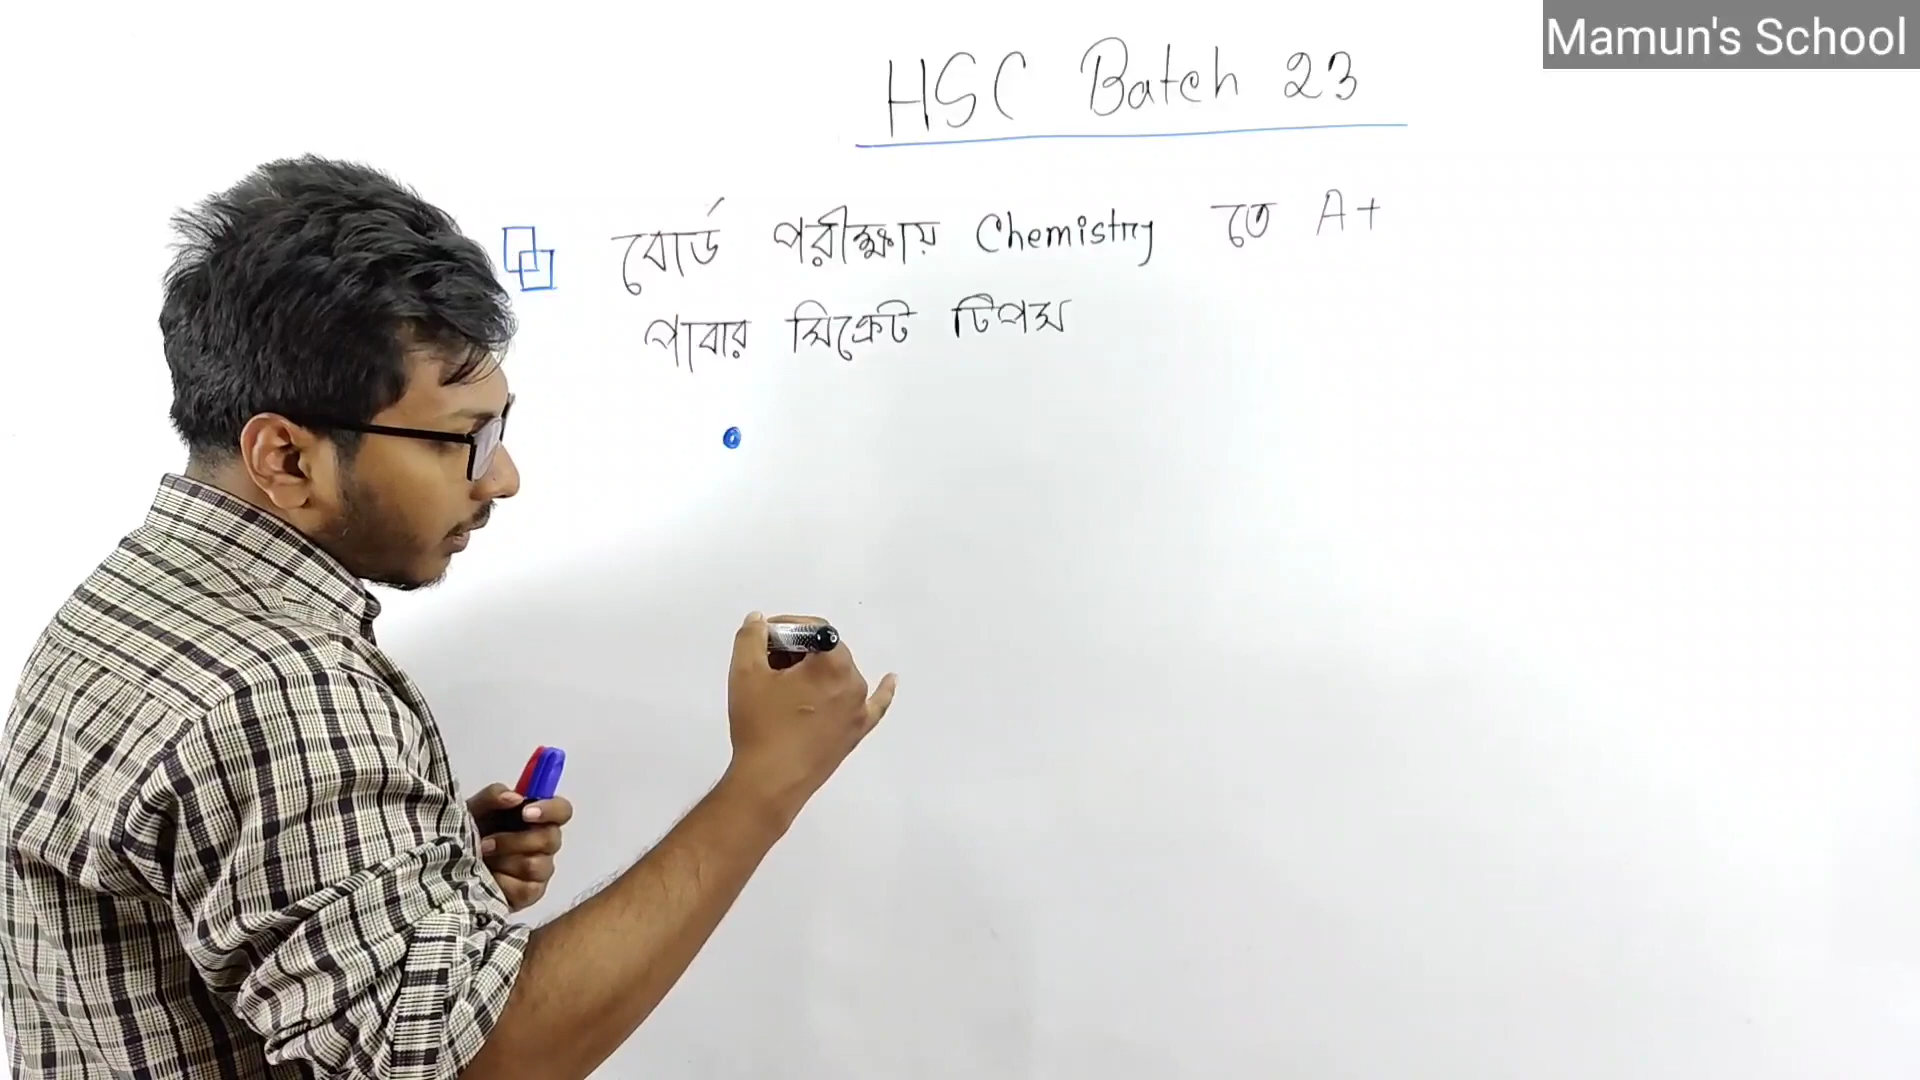 Mamun's School
HSC Batch 23
বোর্ড পরীক্ষায় Chemistry তে A+
পাবার সিক্রেট টিপস